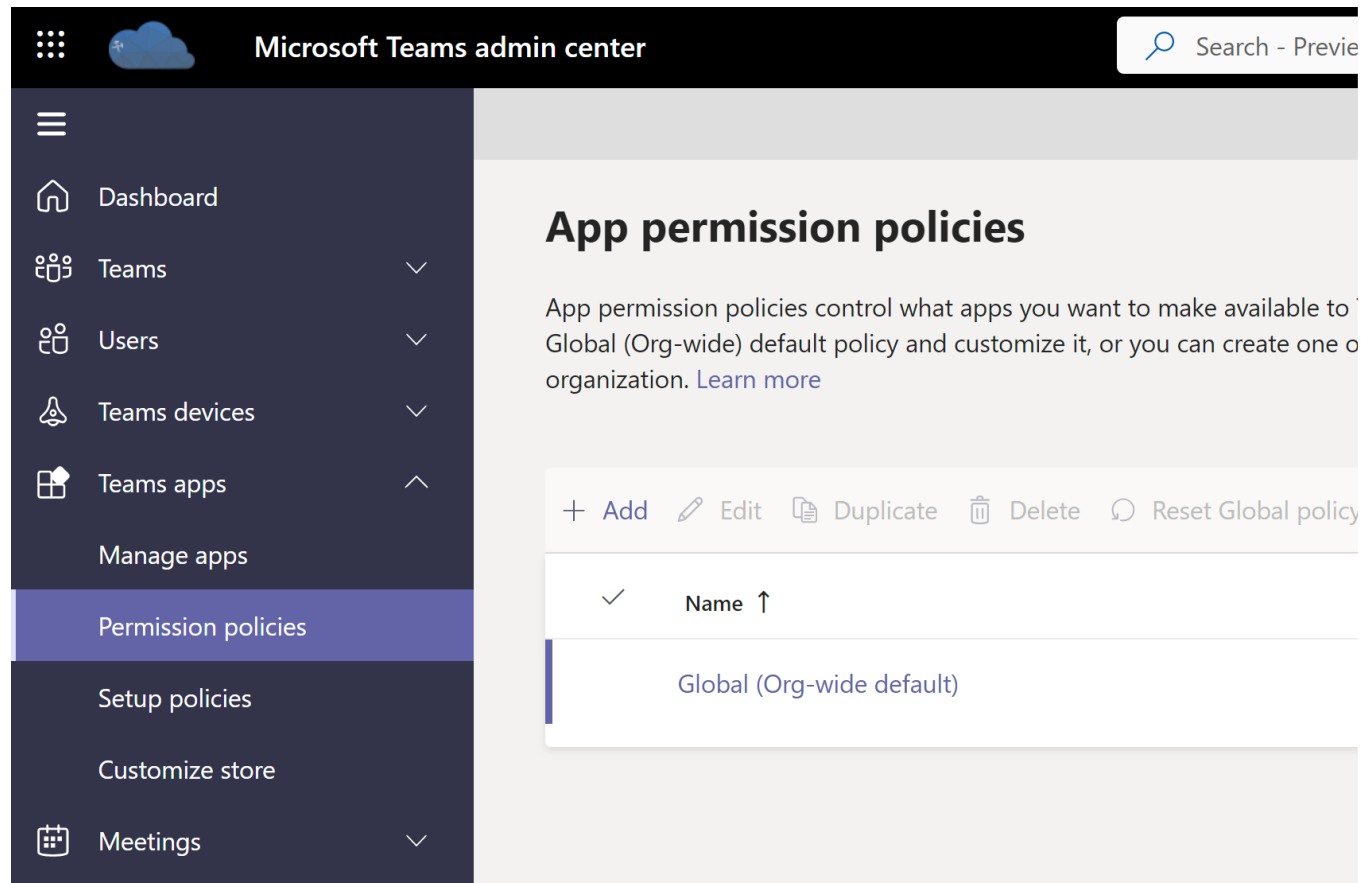 Microsoft Teams admin center
Search - Previe
Dashboard
Teams
Users
Teams devices
Teams apps
Manage apps
Permission policies
Setup policies
Customize store
Meetings
App permission policies
App permission policies control what apps you want to make available to
Global (Org-wide) default policy and customize it, or you can create one o
organization. Learn more
+ Add Edit Duplicate Delete Reset Global policy
Name ↑
Global (Org-wide default)